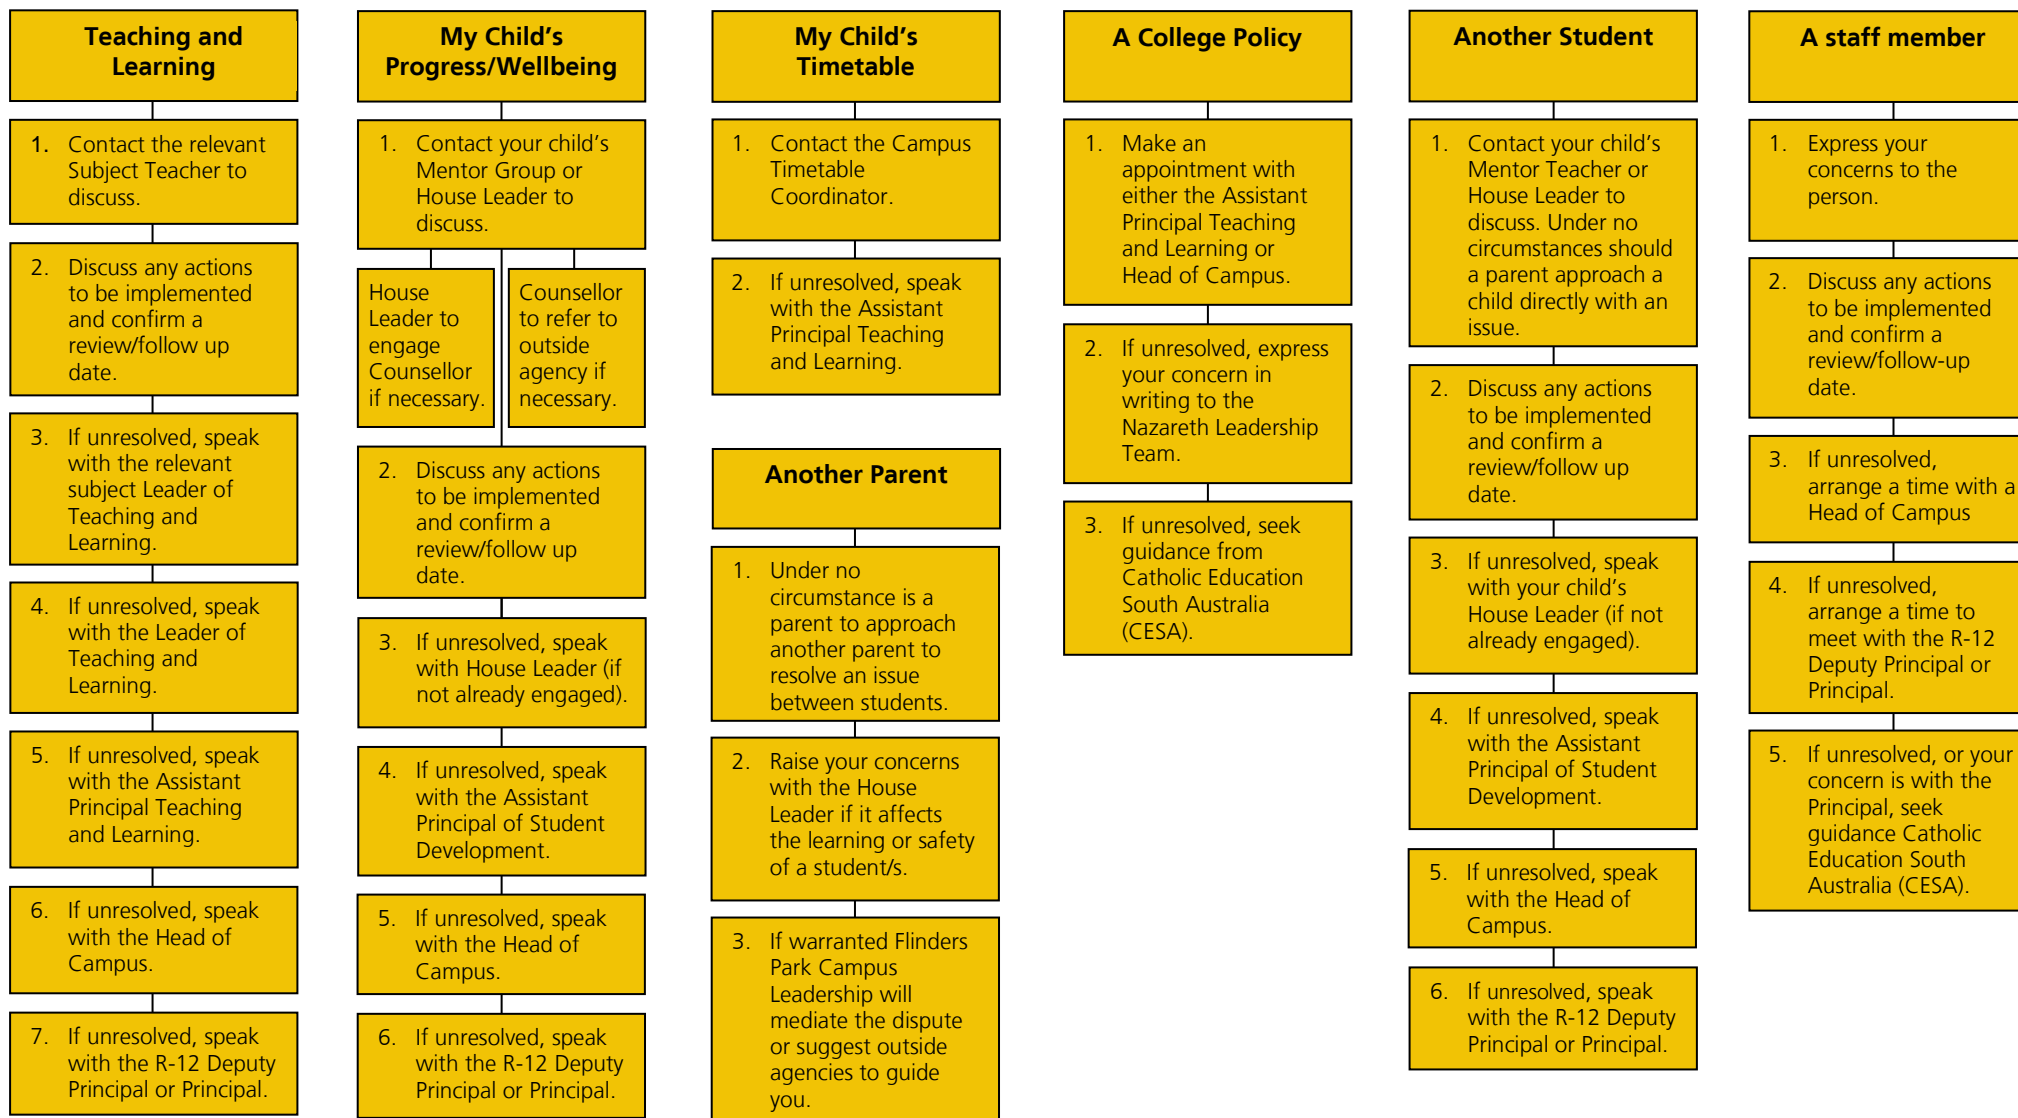 Teaching and
Learning
1. Contact the relevant
Subject Teacher to
discuss.
2. Discuss any actions
to be implemented
and confirm a
review/follow up
date.
3. If unresolved, speak
with the relevant
subject Leader of
Teaching and
Learning.
4. If unresolved, speak
with the Leader of
Teaching and
Learning.
5. If unresolved, speak
with the Assistant
Principal Teaching
and Learning.
6. If unresolved, speak
with the Head of
Campus.
7. If unresolved, speak
with the R-12 Deputy
Principal or Principal.
My Child's
Progress/Wellbeing
1. Contact your child's
Mentor Group or
House Leader to
discuss.
House
Leader to
engage
Counsellor
if necessary.
Counsellor
to refer to
outside
agency if
necessary.
2. Discuss any actions
to be implemented
and confirm a
review/follow up
date.
3. If unresolved, speak
with House Leader (if
not already engaged).
4. If unresolved, speak
with the Assistant
Principal of Student
Development.
5. If unresolved, speak
with the Head of
Campus.
6. If unresolved, speak
with the R-12 Deputy
Principal or Principal.
My Child's
Timetable
1. Contact the Campus
Timetable
Coordinator.
2. If unresolved, speak
with the Assistant
Principal Teaching
and Learning.
Another Parent
1. Under no
circumstance is a
parent to approach
another parent to
resolve an issue
between students.
2. Raise your concerns
with the House
Leader if it affects
the learning or safety
of a student/s.
3. If warranted Flinders
Park Campus
Leadership will
mediate the dispute
or suggest outside
agencies to guide
you.
A College Policy
1. Make an
appointment with
either the Assistant
Principal Teaching
and Learning or
Head of Campus.
2. If unresolved, express
your concern in
writing to the
Nazareth Leadership
Team.
3. If unresolved, seek
guidance from
Catholic Education
South Australia
(CESA).
Another Student
1. Contact your child's
Mentor Teacher or
House Leader to
discuss. Under no
circumstances should
a parent approach a
child directly with an
issue.
2. Discuss any actions
to be implemented
and confirm a
review/follow up
date.
3. If unresolved, speak
with your child's
House Leader (if not
already engaged).
4. If unresolved, speak
with the Assistant
Principal of Student
Development.
5. If unresolved, speak
with the Head of
Campus.
6. If unresolved, speak
with the R-12 Deputy
Principal or Principal.
A staff member
1. Express your
concerns to the
person.
2. Discuss any actions
to be implemented
and confirm a
review/follow-up
date.
3. If unresolved,
arrange a time with a
Head of Campus
4. If unresolved,
arrange a time to
meet with the R-12
Deputy Principal or
Principal.
5. If unresolved, or your
concern is with the
Principal, seek
guidance Catholic
Education South
Australia (CESA).